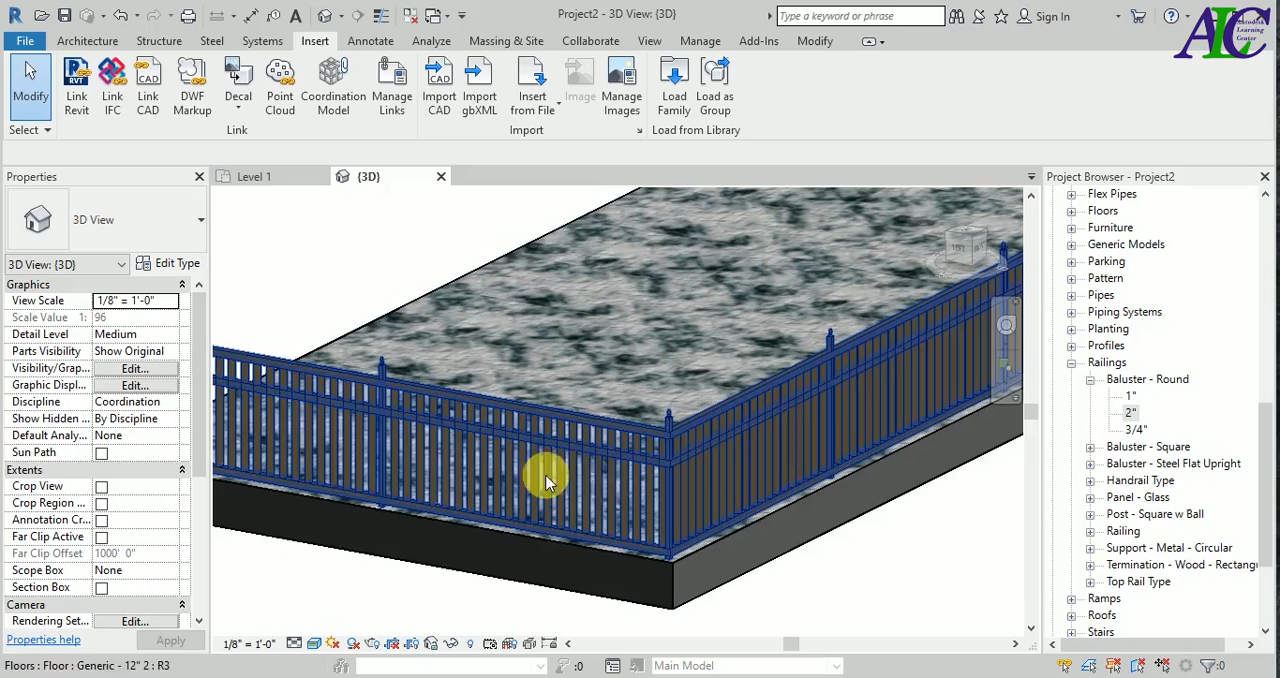 Project2 - 3D View: {3D}
Type a keyword or phrase
Sign In
Autodesk
Learning
Center
ALC
File Architecture Structure Steel Systems Insert Annotate Analyze Massing & Site Collaborate View Manage Add-Ins Modify
Modify
Link Revit
Link IFC
Link CAD
DWF Markup
Decal
Point Cloud
Coordination Model
Manage Links
Import CAD
Import gbXML
Insert from File
Image
Manage Images
Load Family
Load as Group
Select Link Import Load from Library
Properties
Level 1
{3D}
Project Browser - Project2
3D View
3D View: {3D}
Edit Type
Graphics
View Scale 1/8" = 1'-0"
Scale Value 1: 96
Detail Level Medium
Parts Visibility Show Original
Visibility/Grap... Edit...
Graphic Displ... Edit...
Discipline Coordination
Show Hidden ... By Discipline
Default Analy... None
Sun Path
Extents
Crop View
Crop Region ...
Annotation Cr...
Far Clip Active
Far Clip Offset 1000' 0"
Scope Box None
Section Box
Camera
Rendering Set... Edit...
Properties help
Apply
Flex Pipes
Floors
Furniture
Generic Models
Parking
Pattern
Pipes
Piping Systems
Planting
Profiles
Railings
Baluster - Round
1"
2"
3/4"
Baluster - Square
Baluster - Steel Flat Upright
Handrail Type
Panel - Glass
Post - Square w Ball
Railing
Support - Metal - Circular
Termination - Wood - Rectang
Top Rail Type
Ramps
Roofs
Stairs
1/8" = 1'-0"
Floors : Floor : Generic - 12" 2 : R3
:0
Main Model
:0